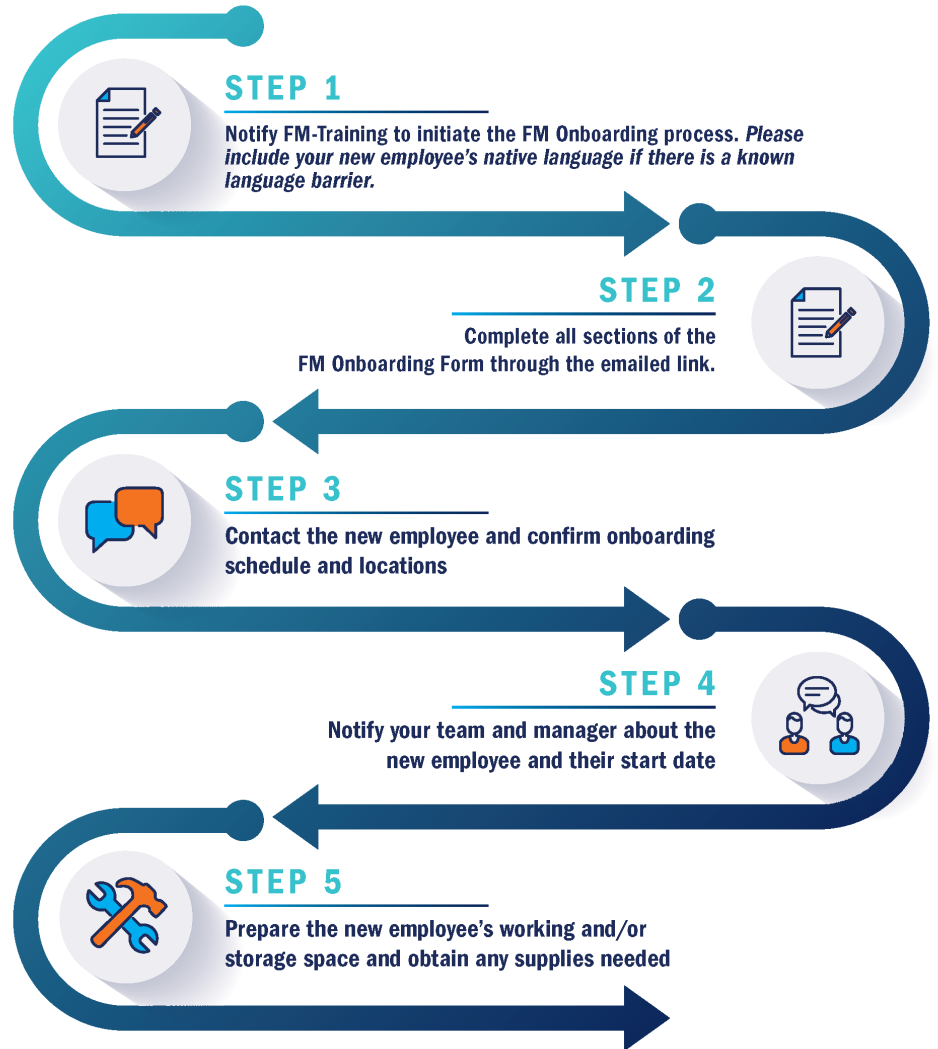 STEP 1
Notify FM-Training to initiate the FM Onboarding process. Please
include your new employee’s native language if there is a known
language barrier.
STEP 2
Complete all sections of the
FM Onboarding Form through the emailed link.
STEP 3
Contact the new employee and confirm onboarding
schedule and locations
STEP 4
Notify your team and manager about the
new employee and their start date
STEP 5
Prepare the new employee’s working and/or
storage space and obtain any supplies needed